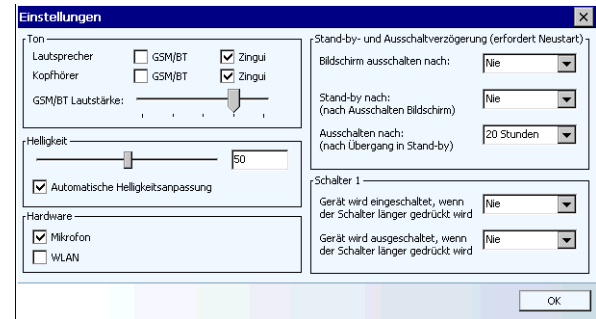 Einstellungen
Ton
Lautsprecher GSM/BT Zingui
Kopfhörer GSM/BT Zingui
GSM/BT Lautstärke:
Helligkeit
50
Automatische Helligkeitsanpassung
Hardware
Mikrofon
WLAN
Stand-by- und Ausschaltverzögerung (erfordert Neustart)
Bildschirm ausschalten nach: Nie
Stand-by nach: Nie
(nach Ausschalten Bildschirm)
Ausschalten nach: 20 Stunden
(nach Übergang in Stand-by)
Schalter 1
Gerät wird eingeschaltet, wenn Nie
der Schalter länger gedrückt wird
Gerät wird ausgeschaltet, wenn Nie
der Schalter länger gedrückt wird
OK